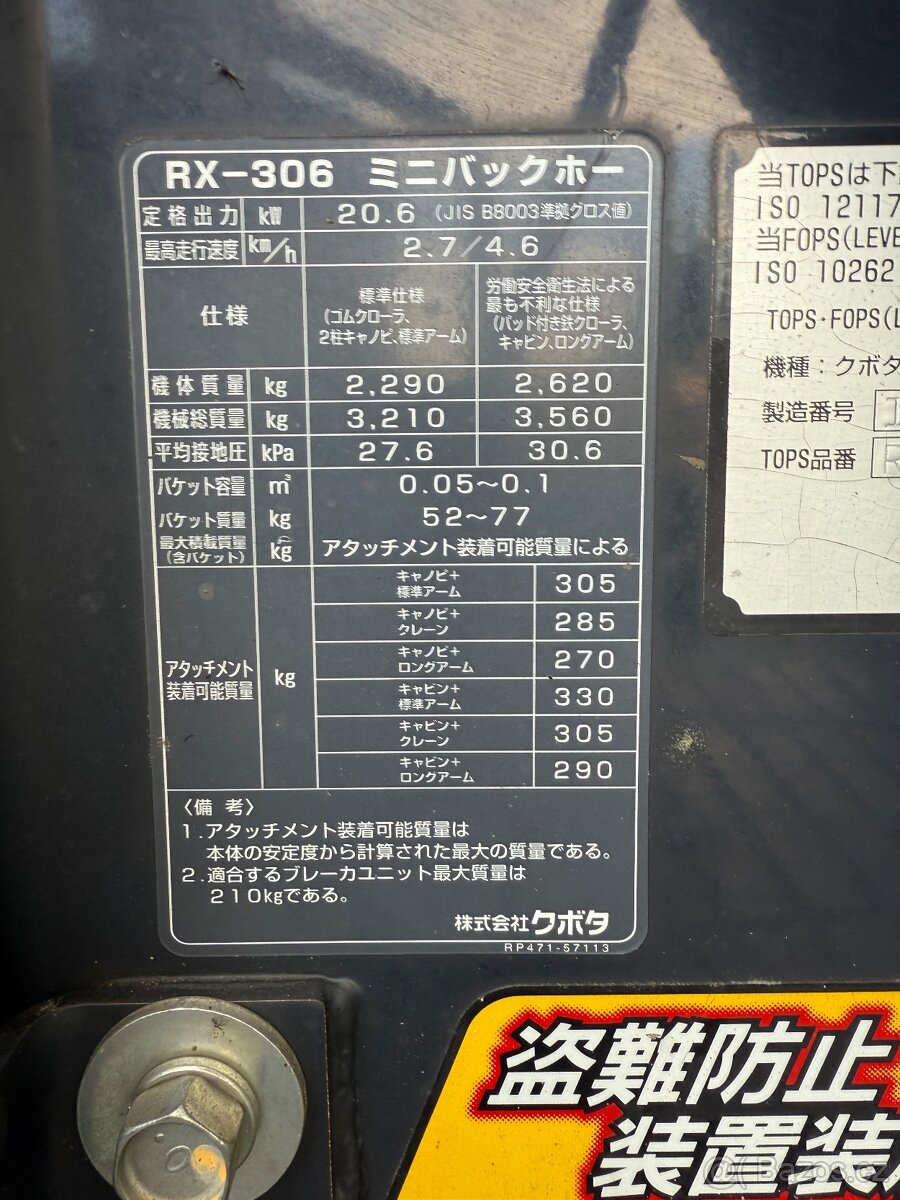 RX-306 ミニバックホー
定格出力 kW 20.6 (JIS B8003準拠グロス値)
最高走行速度 km/h 2.7/4.6
仕様
標準仕様
(ゴムクローラ、
2柱キャノピ、標準アーム)
労働安全衛生法による
最も不利な仕様
(パッド付き鉄クローラ、
キャビン、ロングアーム)
機体質量 kg 2,290 2,620
機械総質量 kg 3,210 3,560
平均接地圧 kPa 27.6 30.6
バケット容量 m³ 0.05～0.1
バケット質量 kg 52～77
最大積載質量
(含バケット) kg アタッチメント装着可能質量による
アタッチメント
装着可能質量 kg
キャノピ+
標準アーム 305
キャノピ+
クレーン 285
キャノピ+
ロングアーム 270
キャビン+
標準アーム 330
キャビン+
クレーン 305
キャビン+
ロングアーム 290
〈備 考〉
1.アタッチメント装着可能質量は
本体の安定度から計算された最大の質量である。
2.適合するブレーカユニット最大質量は
210kgである。
株式会社クボタ
RP471-57113
当TOPSは下
ISO 12117
当FOPS(LEVE
ISO 10262
TOPS・FOPS(L
機種：クボタ
製造番号
TOPS品番 R
盗難防止
装置装
Bazos.cz